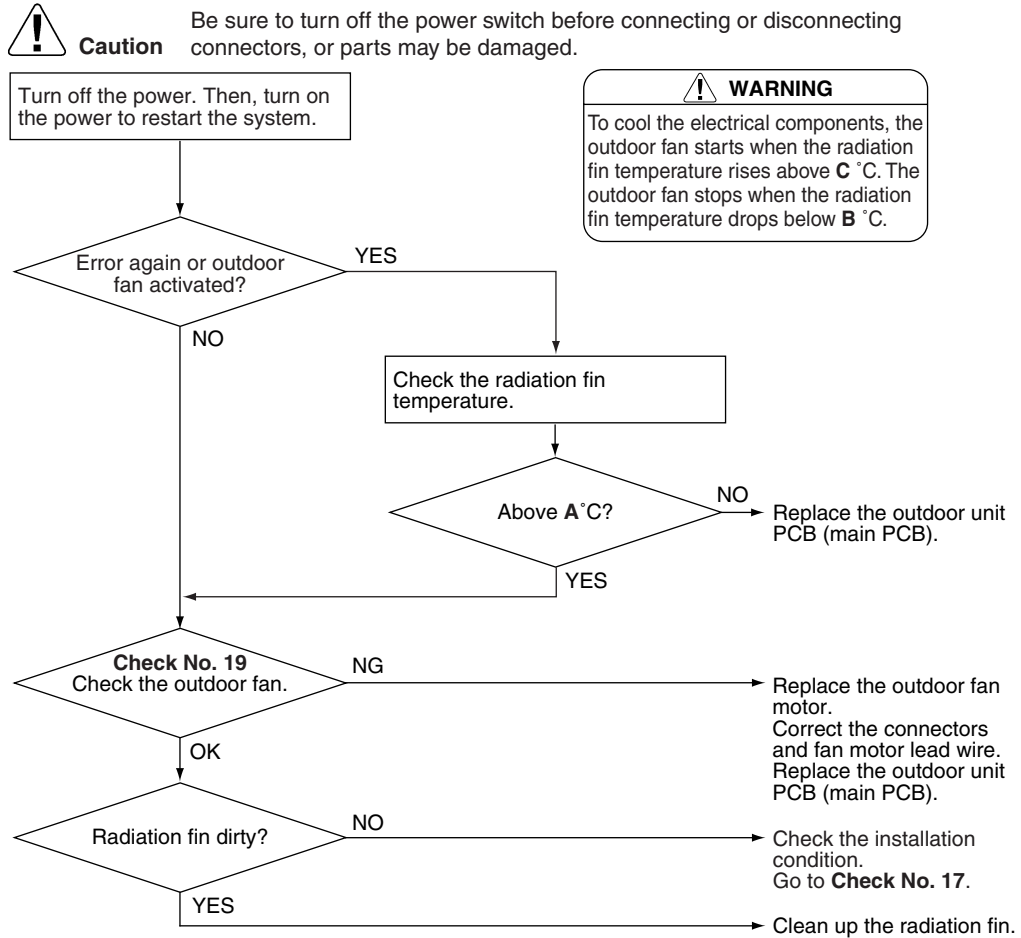 Caution
Be sure to turn off the power switch before connecting or disconnecting
connectors, or parts may be damaged.
Turn off the power. Then, turn on
the power to restart the system.
WARNING
To cool the electrical components, the
outdoor fan starts when the radiation
fin temperature rises above C ˚C. The
outdoor fan stops when the radiation
fin temperature drops below B ˚C.
Error again or outdoor
fan activated?
YES
NO
Check the radiation fin
temperature.
Above A˚C?
NO
Replace the outdoor unit
PCB (main PCB).
YES
Check No. 19
Check the outdoor fan.
NG
Replace the outdoor fan
motor.
Correct the connectors
and fan motor lead wire.
Replace the outdoor unit
PCB (main PCB).
OK
Radiation fin dirty?
NO
Check the installation
condition.
Go to Check No. 17.
YES
Clean up the radiation fin.